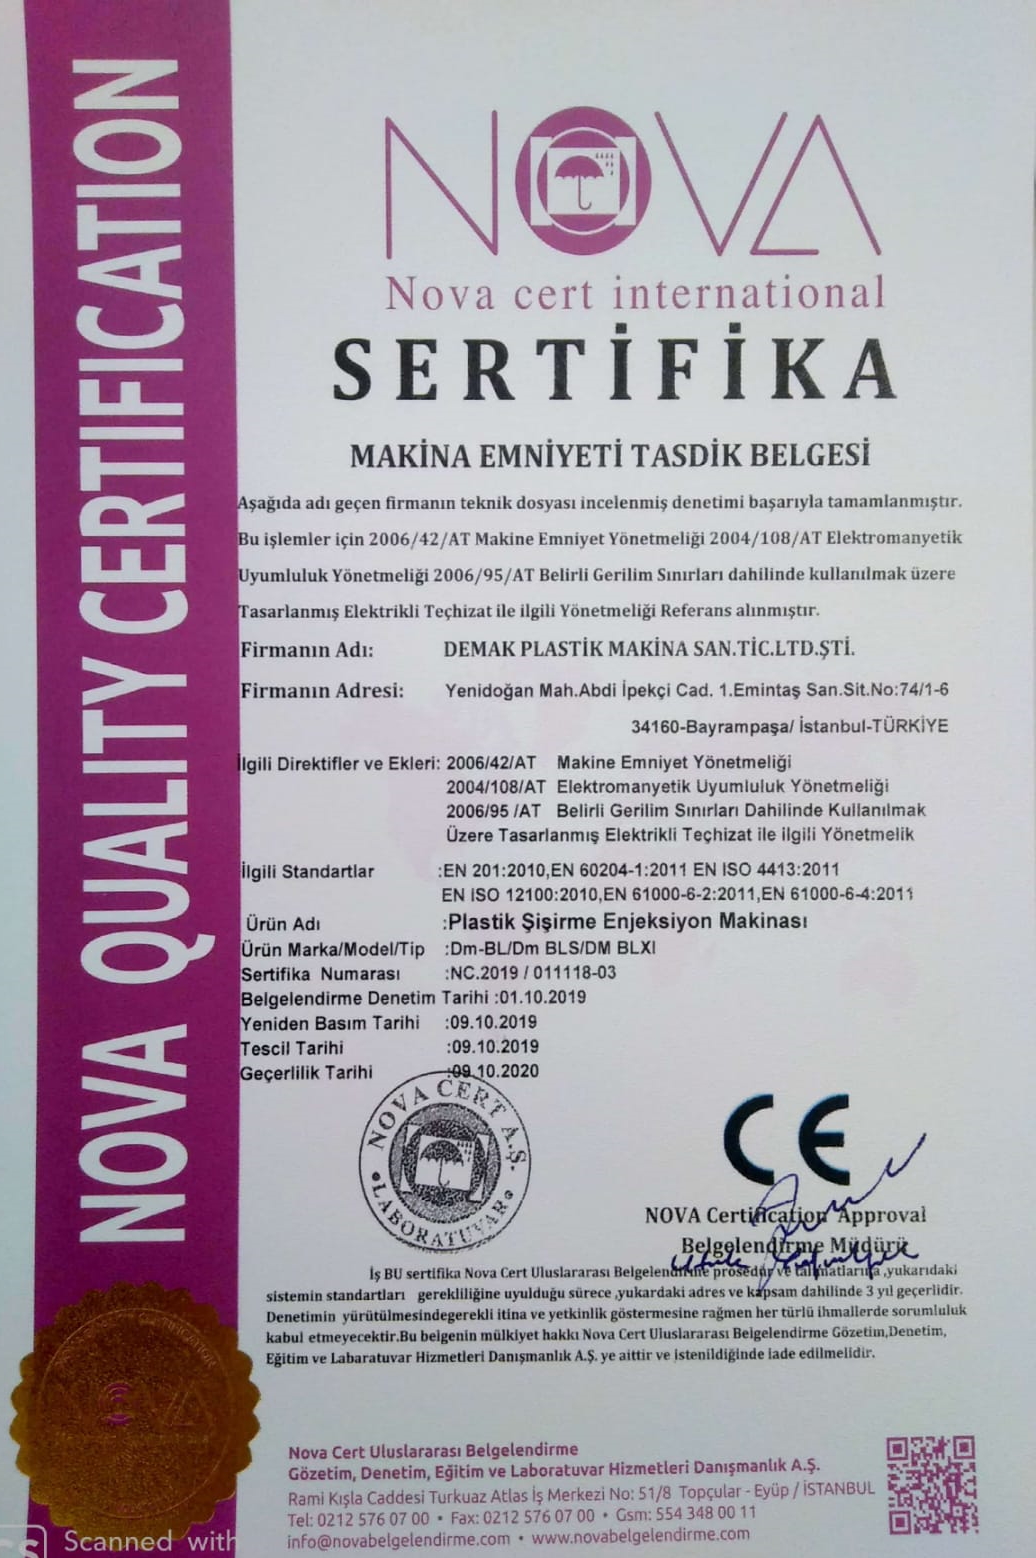 NOVA QUALITY CERTIFICATION
NOVA
Nova cert international
SERTİFİKA
MAKİNA EMNİYETİ TASDİK BELGESİ
Aşağıda adı geçen firmanın teknik dosyası incelenmiş denetimi başarıyla tamamlanmıştır.
Bu işlemler için 2006/42/AT Makine Emniyet Yönetmeliği 2004/108/AT Elektromanyetik
Uyumluluk Yönetmeliği 2006/95/AT Belirli Gerilim Sınırları dahilinde kullanılmak üzere
Tasarlanmış Elektrikli Teçhizat ile ilgili Yönetmeliği Referans alınmıştır.
Firmanın Adı: DEMAK PLASTİK MAKİNA SAN.TİC.LTD.ŞTİ.
Firmanın Adresi: Yenidoğan Mah.Abdi İpekçi Cad. 1.Emintaş San.Sit.No:74/1-6
34160-Bayrampaşa/ İstanbul-TÜRKİYE
İlgili Direktifler ve Ekleri: 2006/42/AT Makine Emniyet Yönetmeliği
2004/108/AT Elektromanyetik Uyumluluk Yönetmeliği
2006/95 /AT Belirli Gerilim Sınırları Dahilinde Kullanılmak
Üzere Tasarlanmış Elektrikli Teçhizat ile ilgili Yönetmelik
İlgili Standartlar :EN 201:2010,EN 60204-1:2011 EN ISO 4413:2011
EN ISO 12100:2010,EN 61000-6-2:2011,EN 61000-6-4:2011
Ürün Adı :Plastik Şişirme Enjeksiyon Makinası
Ürün Marka/Model/Tip :Dm-BL/Dm BLS/DM BLXI
Sertifika Numarası :NC.2019 / 011118-03
Belgelendirme Denetim Tarihi :01.10.2019
Yeniden Basım Tarihi :09.10.2019
Tescil Tarihi :09.10.2019
Geçerlilik Tarihi :09.10.2020
NOVA CERT A.Ş.
LABORATUVAR
CE
NOVA Certification Approval
Belgelendirme Müdürü
İş BU sertifika Nova Cert Uluslararası Belgelendirme prosedür ve talimatlarına ,yukarıdaki
sistemin standartları gerekliliğine uyulduğu sürece ,yukardaki adres ve kapsam dahilinde 3 yıl geçerlidir.
Denetimin yürütülmesindegerekli itina ve yetkinlik göstermesine rağmen her türlü ihmallerde sorumluluk
kabul etmeyecektir.Bu belgenin mülkiyet hakkı Nova Cert Uluslararası Belgelendirme Gözetim,Denetim,
Eğitim ve Labaratuvar Hizmetleri Danışmanlık A.Ş. ye aittir ve istenildiğinde iade edilmelidir.
Nova Cert Uluslararası Belgelendirme
Gözetim, Denetim, Eğitim ve Laboratuvar Hizmetleri Danışmanlık A.Ş.
Rami Kışla Caddesi Turkuaz Atlas İş Merkezi No: 51/8 Topçular - Eyüp / İSTANBUL
Tel: 0212 576 07 00 • Fax: 0212 576 07 00 • Gsm: 554 348 00 11
info@novabelgelendirme.com • www.novabelgelendirme.com
CS Scanned with